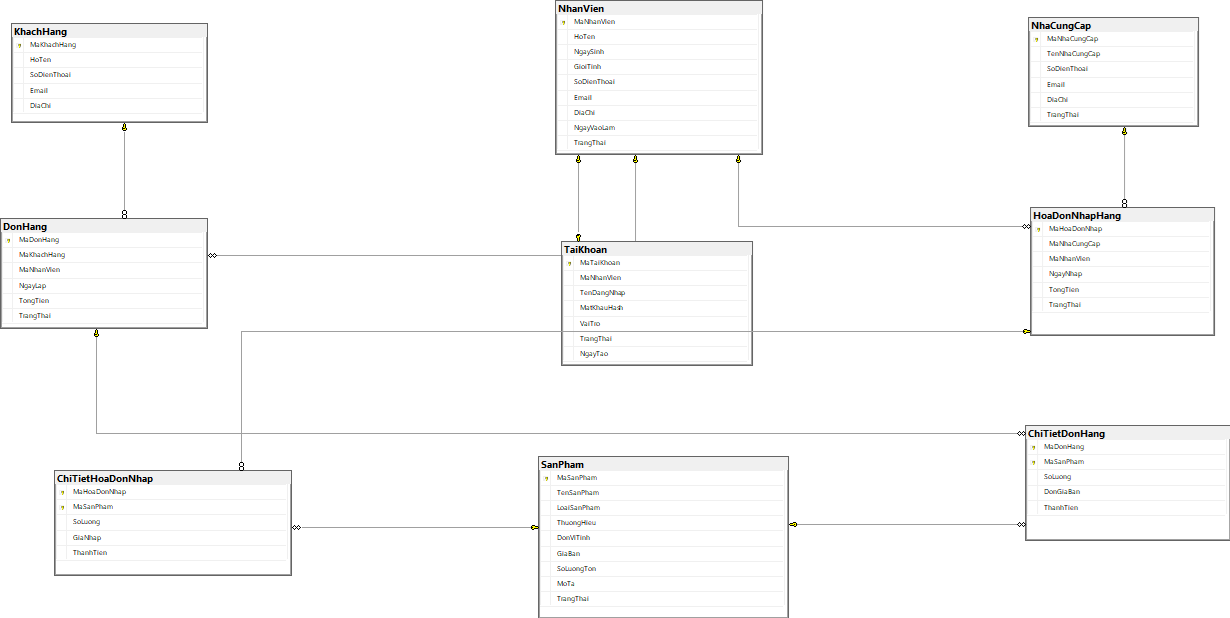 KhachHang
MaKhachHang
HoTen
SoDienThoai
Email
DiaChi
NhanVien
MaNhanVien
HoTen
NgaySinh
GioiTinh
SoDienThoai
Email
DiaChi
NgayVaoLam
TrangThai
NhaCungCap
MaNhaCungCap
TenNhaCungCap
SoDienThoai
Email
DiaChi
TrangThai
DonHang
MaDonHang
MaKhachHang
MaNhanVien
NgayLap
TongTien
TrangThai
TaiKhoan
MaTaiKhoan
MaNhanVien
TenDangNhap
MatKhauHash
VaiTro
TrangThai
NgayTao
HoaDonNhapHang
MaHoaDonNhap
MaNhaCungCap
MaNhanVien
NgayNhap
TongTien
TrangThai
ChiTietHoaDonNhap
MaHoaDonNhap
MaSanPham
SoLuong
GiaNhap
ThanhTien
SanPham
MaSanPham
TenSanPham
LoaiSanPham
ThuongHieu
DonViTinh
GiaBan
SoLuongTon
MoTa
TrangThai
ChiTietDonHang
MaDonHang
MaSanPham
SoLuong
DonGiaBan
ThanhTien